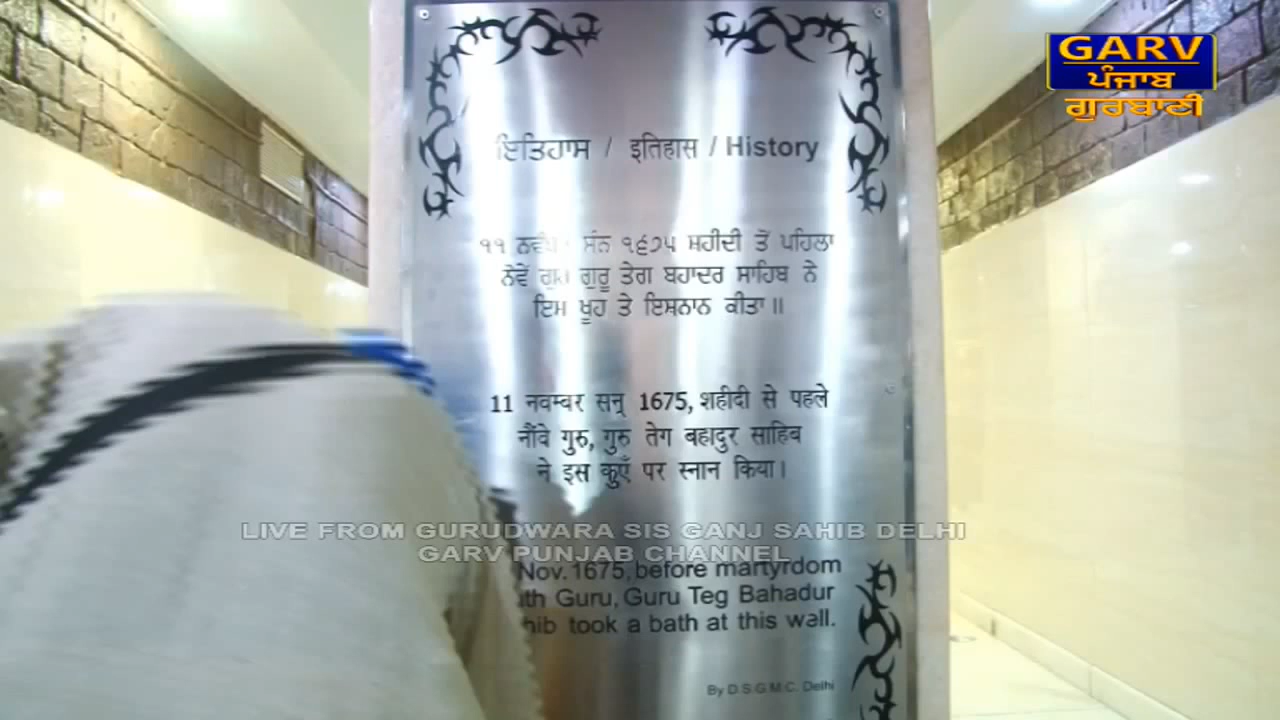 GARV
ਪੰਜਾਬ
ਗੁਰਬਾਣੀ
ਇਤਿਹਾਸ / इतिहास / History
੧੧ ਸੰਨ ੧੬੭੫ ਸ਼ਹੀਦੀ ਤੋਂ ਪਹਿਲਾ
ਨੋਵੇਂ ਗੁਰੂ ਤੇਗ ਬਹਾਦਰ ਸਾਹਿਬ ਨੇ
ਇਸ ਖੂਹ ਤੇ ਇਸ਼ਨਾਨ ਕੀਤਾ॥
11 नवम्बर सन् 1675, शहीदी से पहले
नौंवे गुरु, गुरु तेग बहादुर साहिब
ने इस कुएँ पर स्नान किया।
LIVE FROM GURUDWARA SIS GANJ SAHIB DELHI
GARV PUNJAB CHANNEL
Nov. 1675, before martyrdom
Guru, Guru Teg Bahadur
took a bath at this wall.
By D.S.G.M.C. Delhi